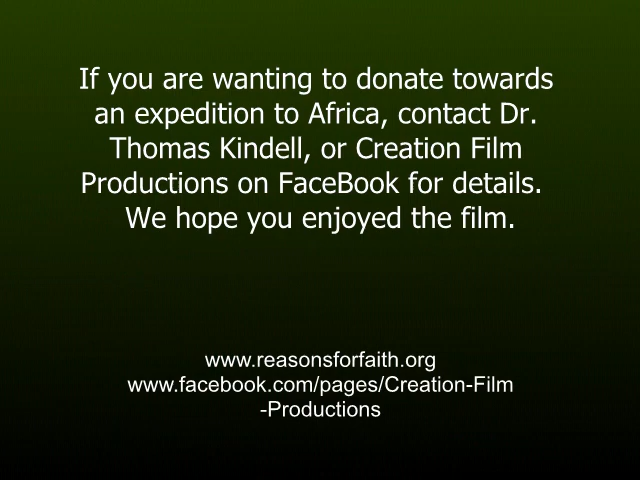 If you are wanting to donate towards
an expedition to Africa, contact Dr.
Thomas Kindell, or Creation Film
Productions on FaceBook for details.
We hope you enjoyed the film.
www.reasonsforfaith.org
www.facebook.com/pages/Creation-Film
-Productions